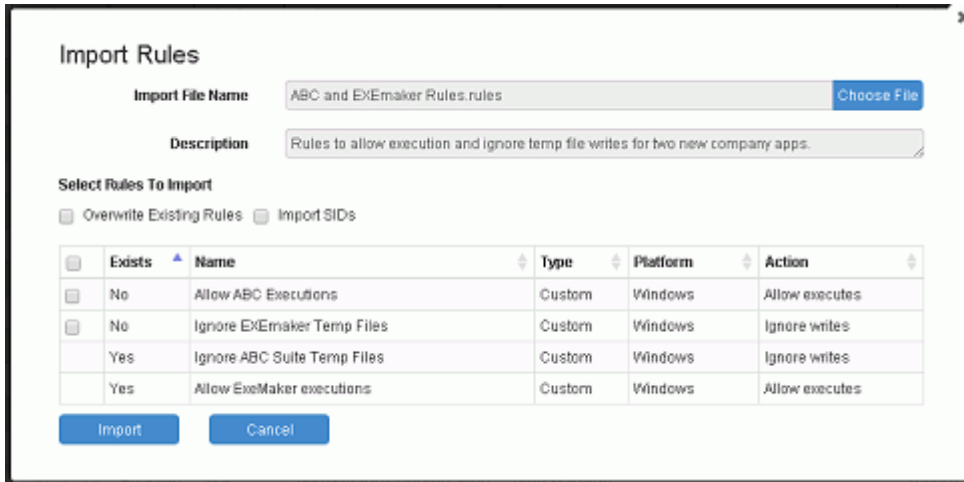 Import Rules
Import File Name ABC and EXEmaker Rules.rules Choose File
Description Rules to allow execution and ignore temp file writes for two new company apps.
Select Rules To Import
Overwrite Existing Rules Import SIDs
Exists Name Type Platform Action
No Allow ABC Executions Custom Windows Allow executes
No Ignore EXEmaker Temp Files Custom Windows Ignore writes
Yes Ignore ABC Suite Temp Files Custom Windows Ignore writes
Yes Allow ExeMaker executions Custom Windows Allow executes
Import Cancel